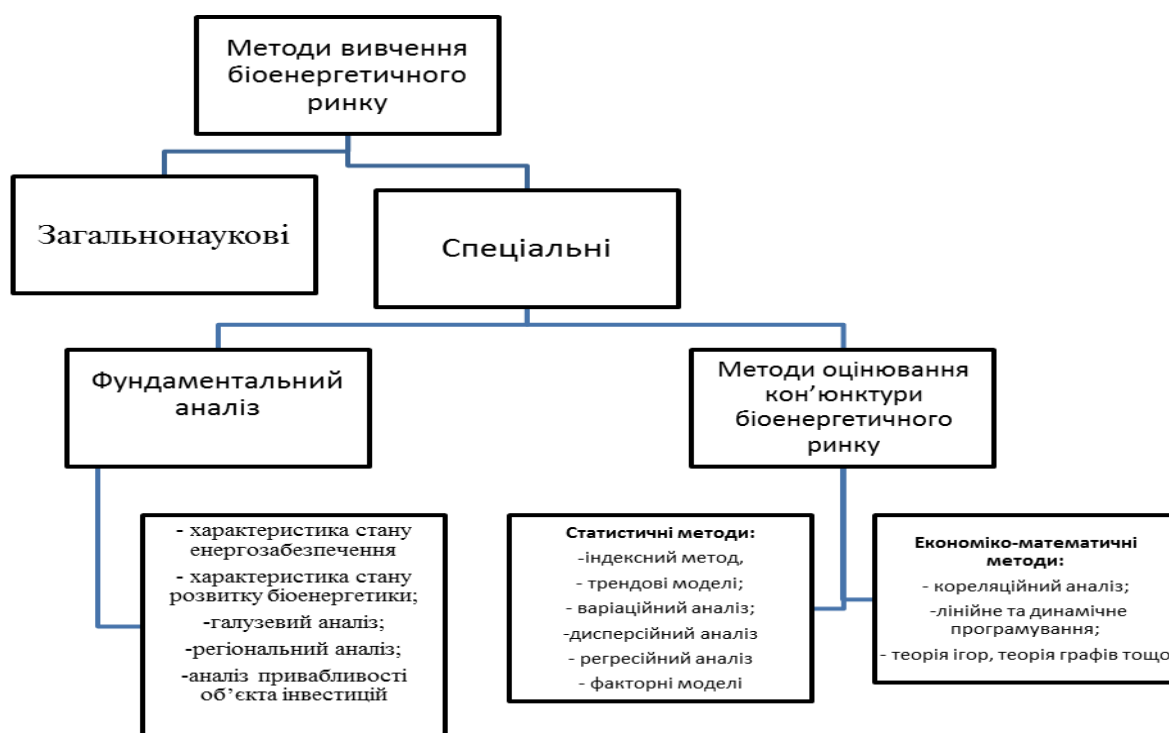 Методи вивчення
біоенергетичного
ринку
Загальнонаукові
Спеціальні
Фундаментальний
аналіз
Методи оцінювання
кон’юнктури
біоенергетичного
ринку
- характеристика стану
енергозабезпечення
- характеристика стану
розвитку біоенергетики;
-галузевий аналіз;
-регіональний аналіз;
-аналіз привабливості
об’єкта інвестицій
Статистичні методи:
-індексний метод,
- трендові моделі;
- варіаційний аналіз;
-дисперсійний аналіз
- регресійний аналіз
- факторні моделі
Економіко-математичні
методи:
- кореляційний аналіз;
-лінійне та динамічне
програмування;
- теорія ігор, теорія графів тощо